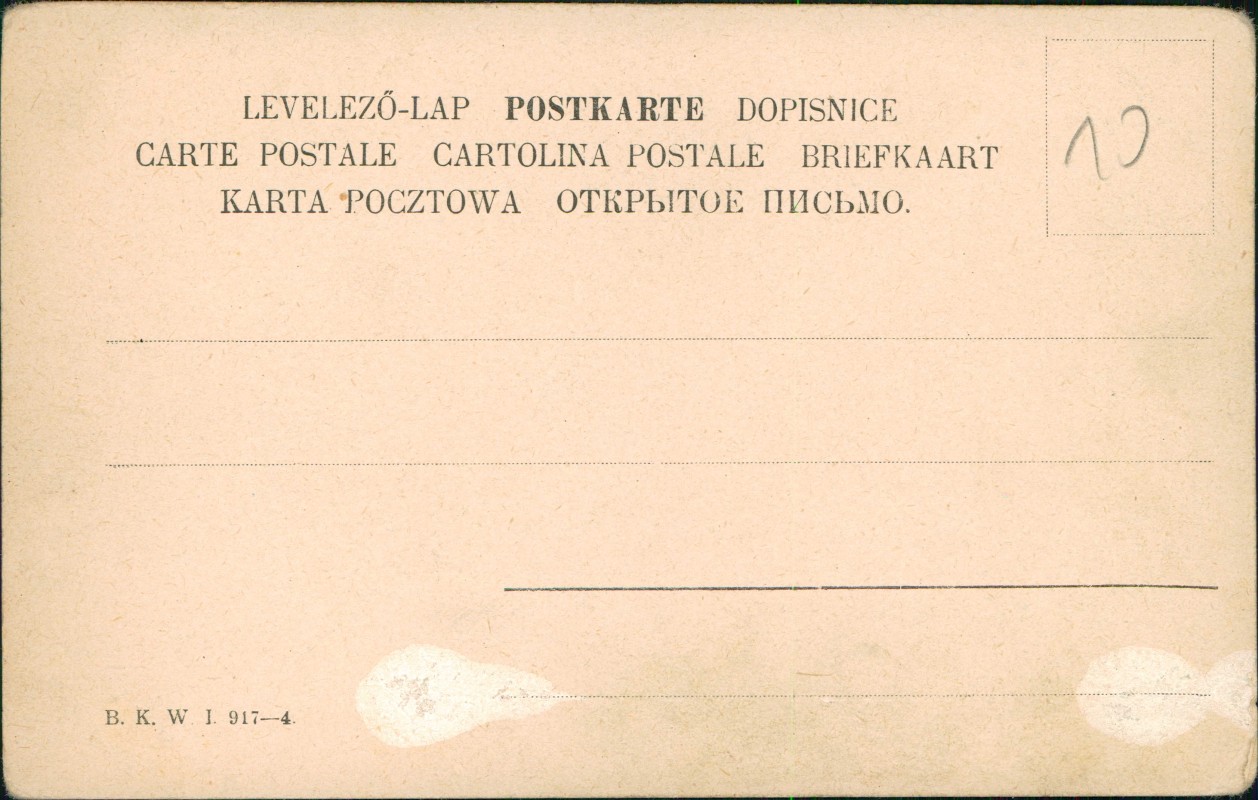 LEVELEZŐ-LAP POSTKARTE DOPISNICE
CARTE POSTALE CARTOLINA POSTALE BRIEFKAART
KARTA POCZTOWA ОТКРЫТОЕ ПИСЬМО.
10
B. K. W. I. 917—4.